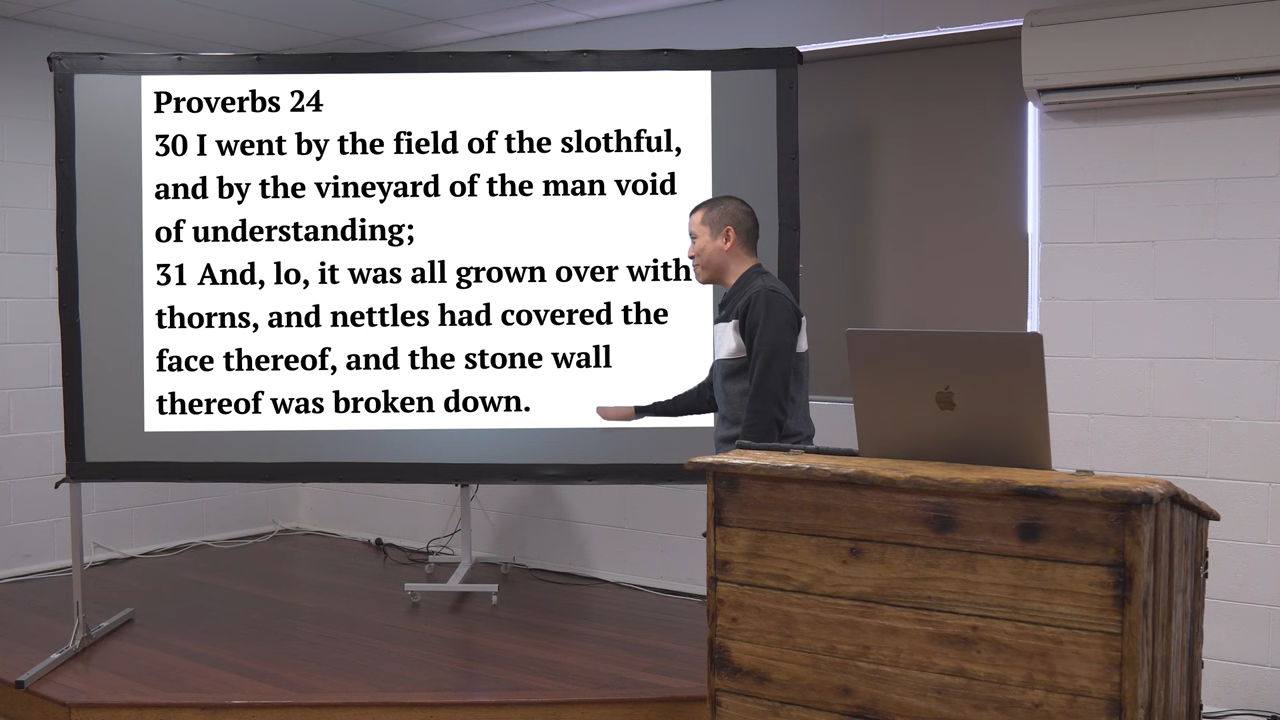 Proverbs 24
30 I went by the field of the slothful,
and by the vineyard of the man void
of understanding;
31 And, lo, it was all grown over with
thorns, and nettles had covered the
face thereof, and the stone wall
thereof was broken down.